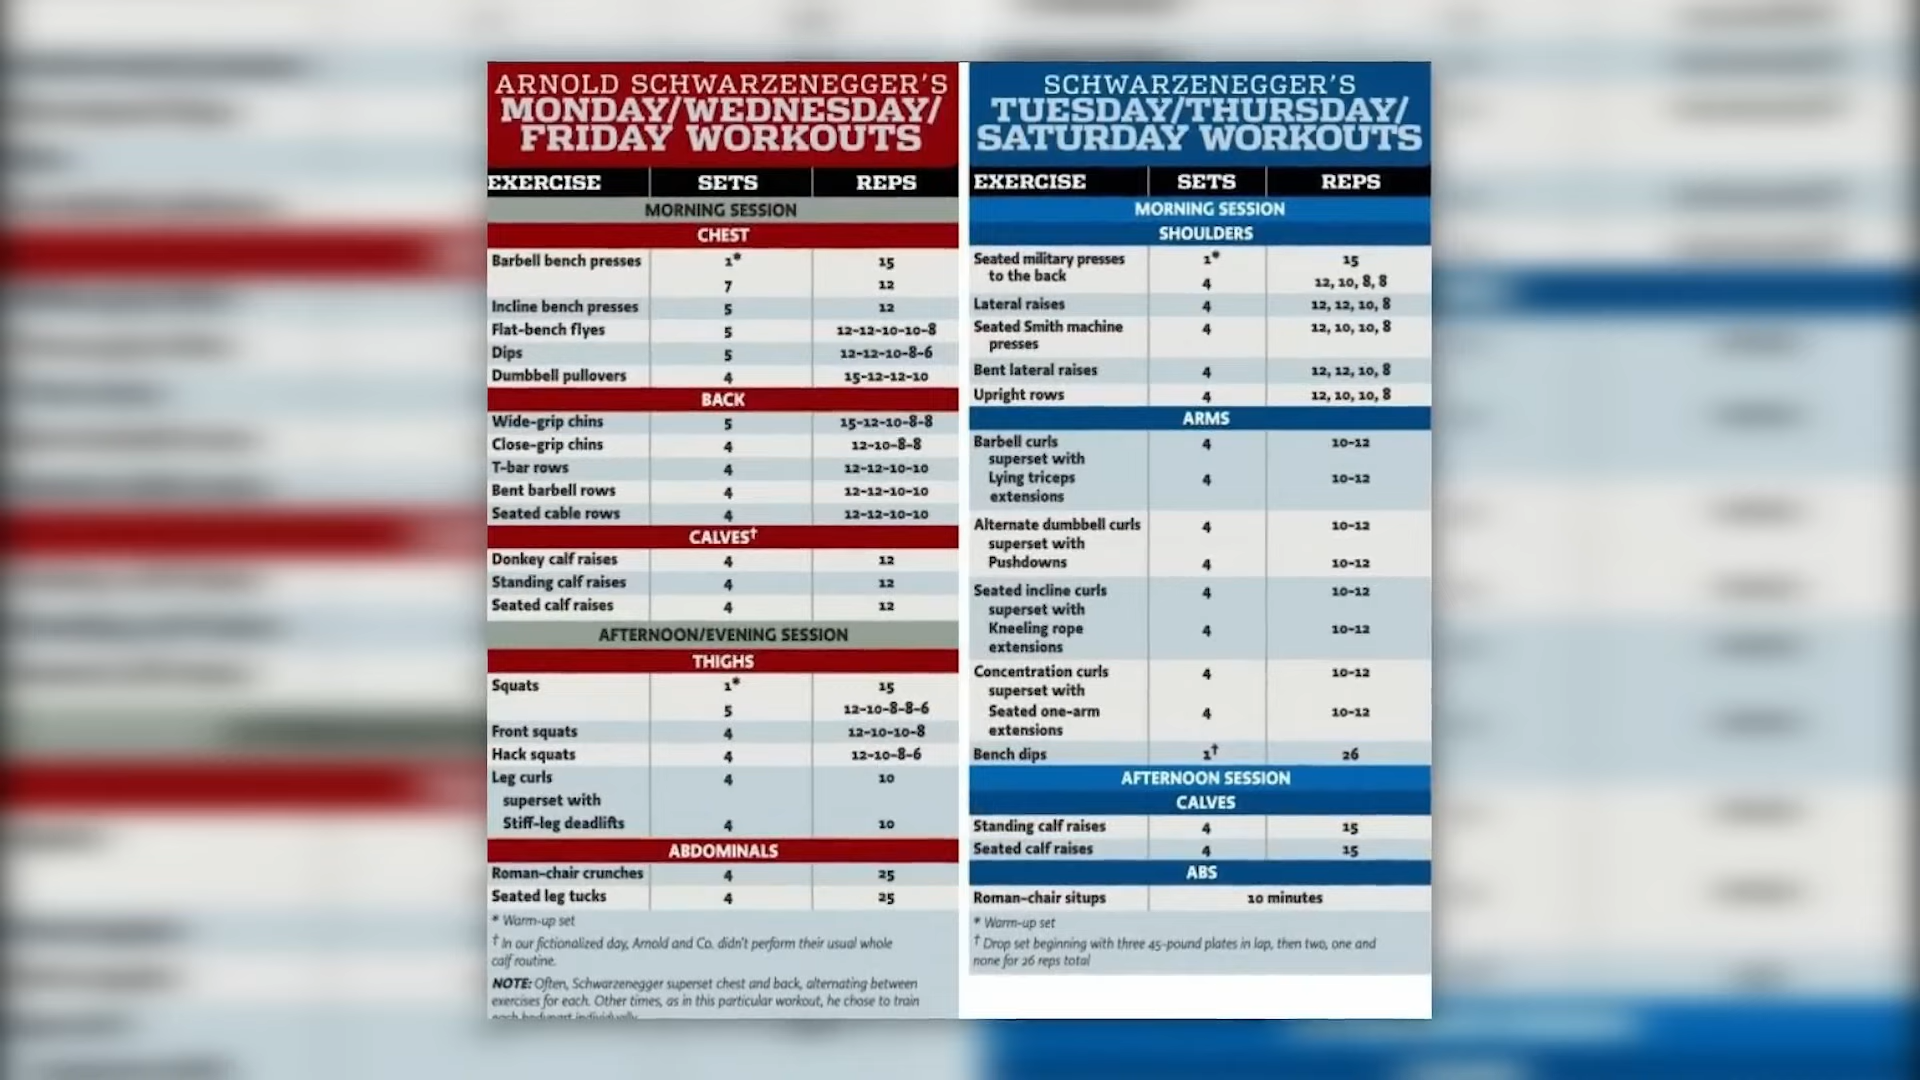 ARNOLD SCHWARZENEGGER'S
MONDAY/WEDNESDAY/
FRIDAY WORKOUTS
EXERCISE SETS REPS
MORNING SESSION
CHEST
Barbell bench presses 1* 15
7 12
Incline bench presses 5 12
Flat-bench flyes 5 12-12-10-10-8
Dips 5 12-12-10-8-6
Dumbbell pullovers 4 15-12-12-10
BACK
Wide-grip chins 5 15-12-10-8-8
Close-grip chins 4 12-10-8-8
T-bar rows 4 12-12-10-10
Bent barbell rows 4 12-12-10-10
Seated cable rows 4 12-12-10-10
CALVES†
Donkey calf raises 4 12
Standing calf raises 4 12
Seated calf raises 4 12
AFTERNOON/EVENING SESSION
THIGHS
Squats 1* 15
5 12-10-8-8-6
Front squats 4 12-10-10-8
Hack squats 4 12-10-8-6
Leg curls 4 10
superset with
Stiff-leg deadlifts 4 10
ABDOMINALS
Roman-chair crunches 4 25
Seated leg tucks 4 25
* Warm-up set
† In our fictionalized day, Arnold and Co. didn't perform their usual whole
calf routine.
NOTE: Often, Schwarzenegger superset chest and back, alternating between
exercises for each. Other times, as in this particular workout, he chose to train
each bodypart individually.
SCHWARZENEGGER'S
TUESDAY/THURSDAY/
SATURDAY WORKOUTS
EXERCISE SETS REPS
MORNING SESSION
SHOULDERS
Seated military presses 1* 15
to the back 4 12, 10, 8, 8
Lateral raises 4 12, 12, 10, 8
Seated Smith machine 4 12, 10, 10, 8
presses
Bent lateral raises 4 12, 12, 10, 8
Upright rows 4 12, 10, 10, 8
ARMS
Barbell curls 4 10-12
superset with
Lying triceps 4 10-12
extensions
Alternate dumbbell curls 4 10-12
superset with
Pushdowns 4 10-12
Seated incline curls 4 10-12
superset with
Kneeling rope 4 10-12
extensions
Concentration curls 4 10-12
superset with
Seated one-arm 4 10-12
extensions
Bench dips 1† 26
AFTERNOON SESSION
CALVES
Standing calf raises 4 15
Seated calf raises 4 15
ABS
Roman-chair situps 10 minutes
* Warm-up set
† Drop set beginning with three 45-pound plates in lap, then two, one and
none for 26 reps total